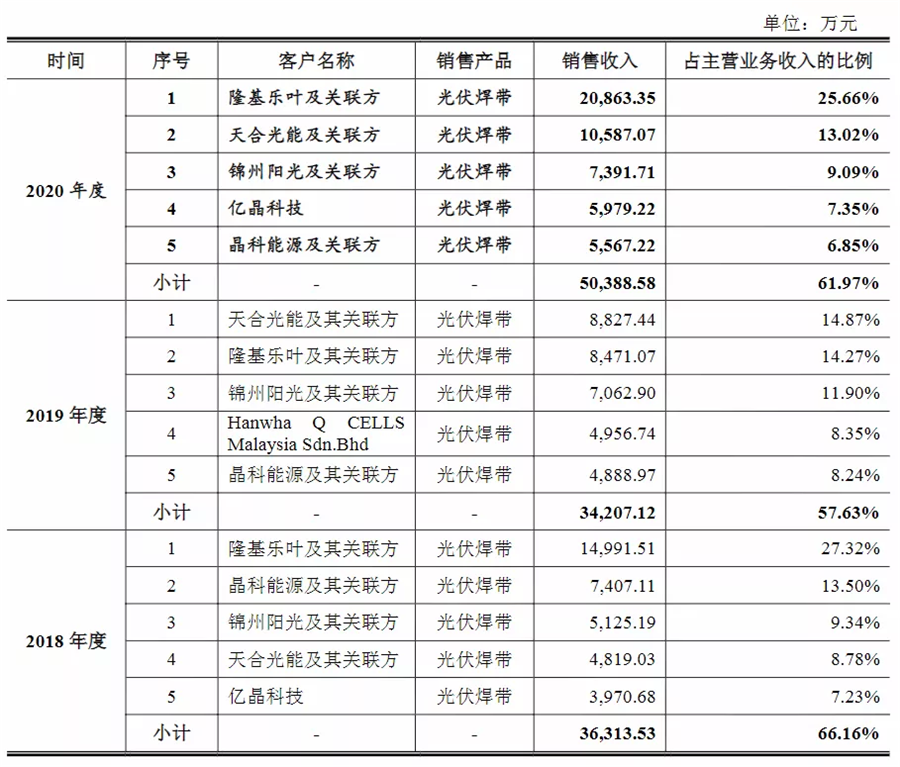 单位：万元
时间 序号 客户名称 销售产品 销售收入 占主营业务收入的比例
1 隆基乐叶及关联方 光伏焊带 20,863.35 25.66%
2 天合光能及关联方 光伏焊带 10,587.07 13.02%
3 锦州阳光及关联方 光伏焊带 7,391.71 9.09%
2020 年度
4 亿晶科技 光伏焊带 5,979.22 7.35%
5 晶科能源及关联方 光伏焊带 5,567.22 6.85%
小计 - - 50,388.58 61.97%
1 天合光能及其关联方 光伏焊带 8,827.44 14.87%
2 隆基乐叶及其关联方 光伏焊带 8,471.07 14.27%
3 锦州阳光及其关联方 光伏焊带 7,062.90 11.90%
2019 年度
4 Hanwha Q CELLS
Malaysia Sdn.Bhd 光伏焊带 4,956.74 8.35%
5 晶科能源及其关联方 光伏焊带 4,888.97 8.24%
小计 - - 34,207.12 57.63%
1 隆基乐叶及其关联方 光伏焊带 14,991.51 27.32%
2 晶科能源及其关联方 光伏焊带 7,407.11 13.50%
3 锦州阳光及其关联方 光伏焊带 5,125.19 9.34%
2018 年度
4 天合光能及其关联方 光伏焊带 4,819.03 8.78%
5 亿晶科技 光伏焊带 3,970.68 7.23%
小计 - - 36,313.53 66.16%